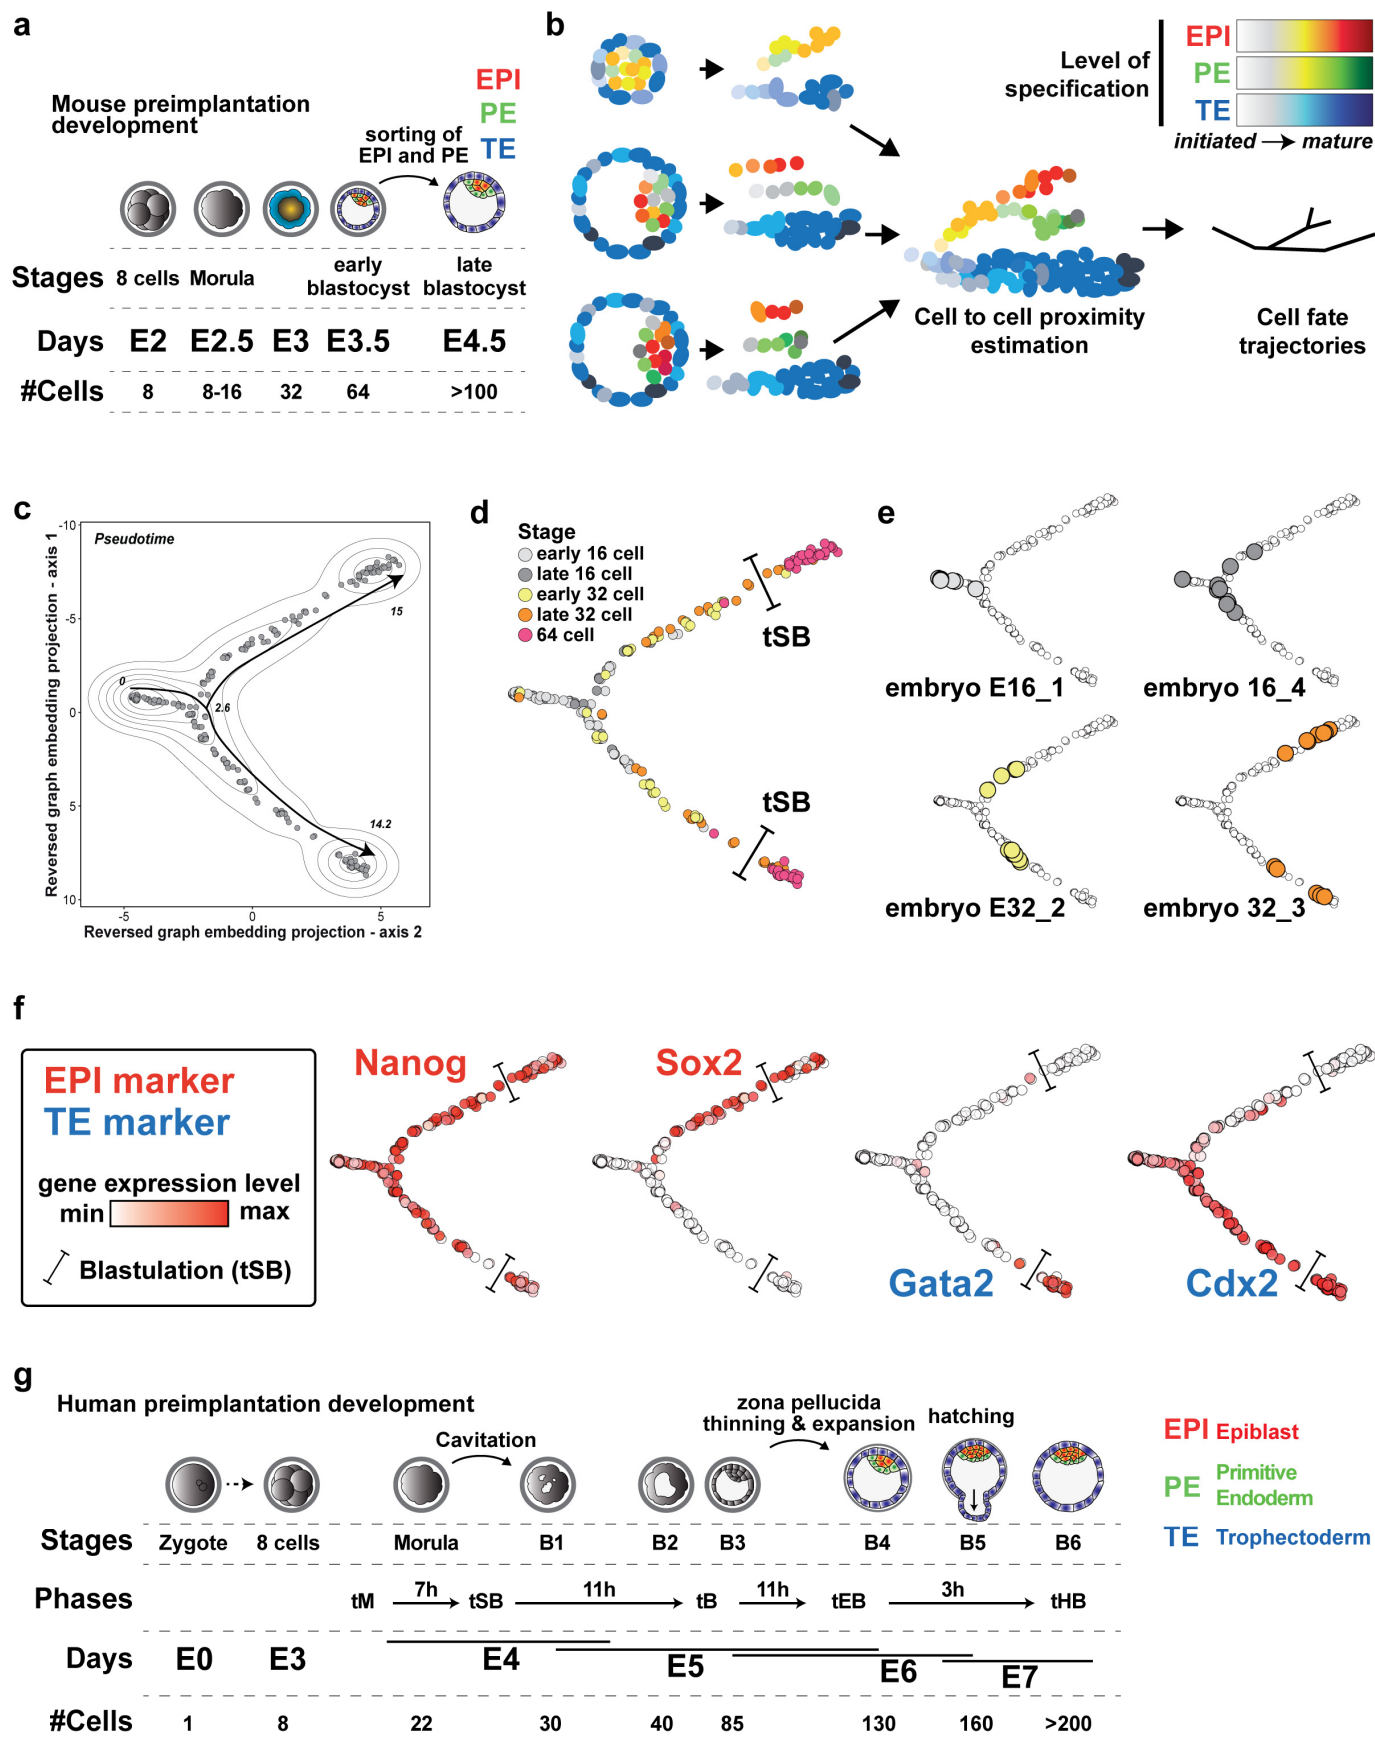 a
Mouse preimplantation
development
EPI
PE
TE
sorting of
EPI and PE
Stages 8 cells Morula early blastocyst late blastocyst
Days E2 E2.5 E3 E3.5 E4.5
#Cells 8 8-16 32 64 >100
b
Level of
specification
EPI
PE
TE
initiated → mature
Cell to cell proximity
estimation
Cell fate
trajectories
c
Pseudotime
Reversed graph embedding projection - axis 1
-10
-5
0
5
10
0
2.6
15
14.2
-5 0 5
Reversed graph embedding projection - axis 2
d
Stage
early 16 cell
late 16 cell
early 32 cell
late 32 cell
64 cell
tSB
tSB
e
embryo E16_1
embryo 16_4
embryo E32_2
embryo 32_3
f
EPI marker
TE marker
gene expression level
min max
Blastulation (tSB)
Nanog
Sox2
Gata2
Cdx2
g
Human preimplantation development
Cavitation
zona pellucida
thinning & expansion
hatching
Stages Zygote 8 cells Morula B1 B2 B3 B4 B5 B6
Phases tM 7h tSB 11h tB 11h tEB 3h tHB
Days E0 E3 E4 E5 E6 E7
#Cells 1 8 22 30 40 85 130 160 >200
EPI Epiblast
PE Primitive
Endoderm
TE Trophectoderm